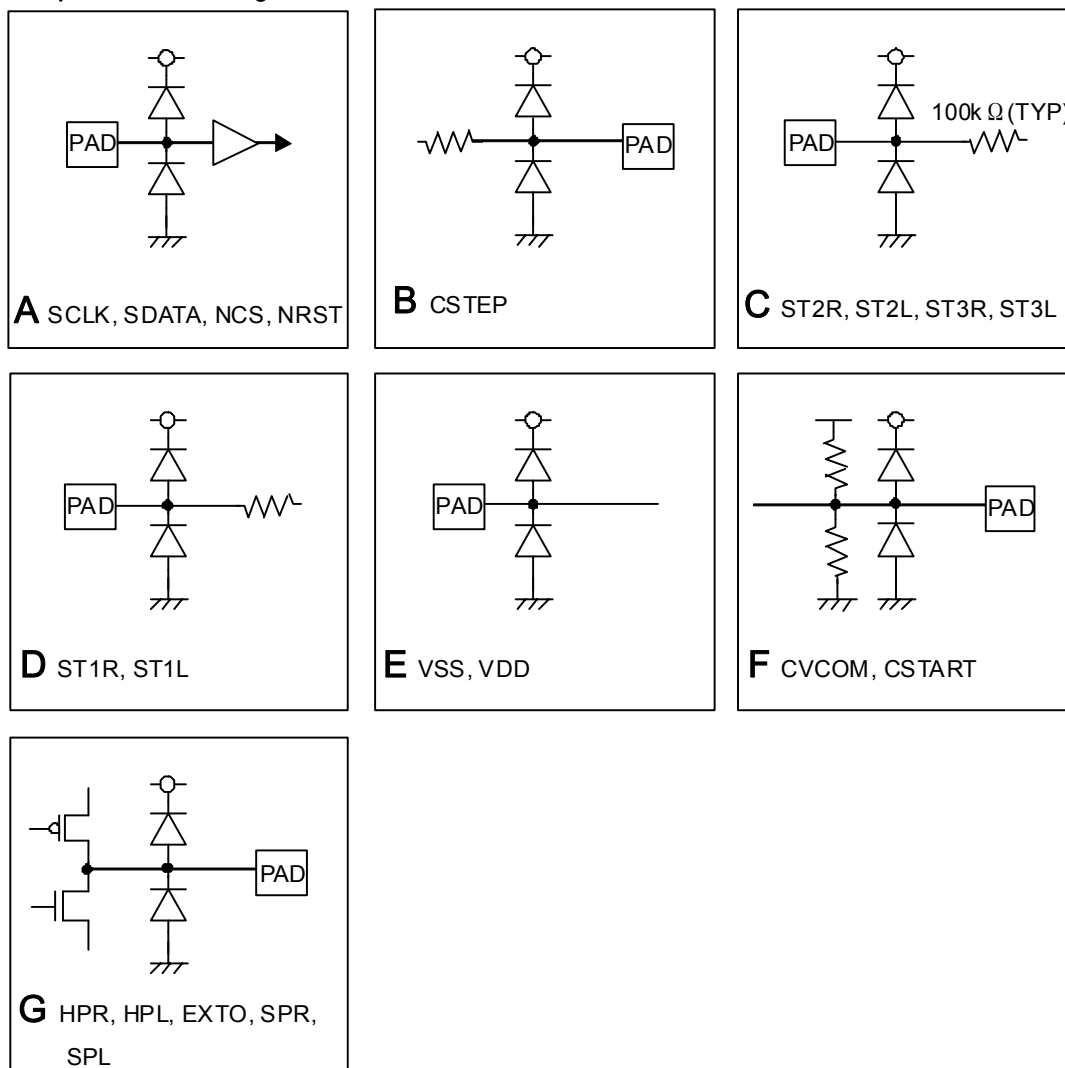 PAD
A SCLK, SDATA, NCS, NRST
PAD
B CSTEP
100kΩ(TYP)
PAD
C ST2R, ST2L, ST3R, ST3L
PAD
D ST1R, ST1L
PAD
E VSS, VDD
PAD
F CVCOM, CSTART
PAD
G HPR, HPL, EXTO, SPR,
SPL